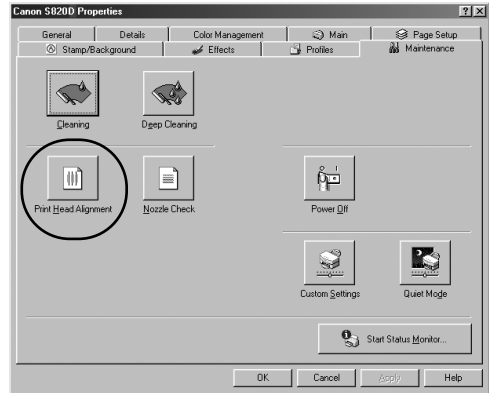 Canon S820D Properties
General Details Color Management Main Page Setup
Stamp/Background Effects Profiles Maintenance
Cleaning Deep Cleaning
Print Head Alignment Nozzle Check Power Off
Custom Settings Quiet Mode
Start Status Monitor...
OK Cancel Apply Help